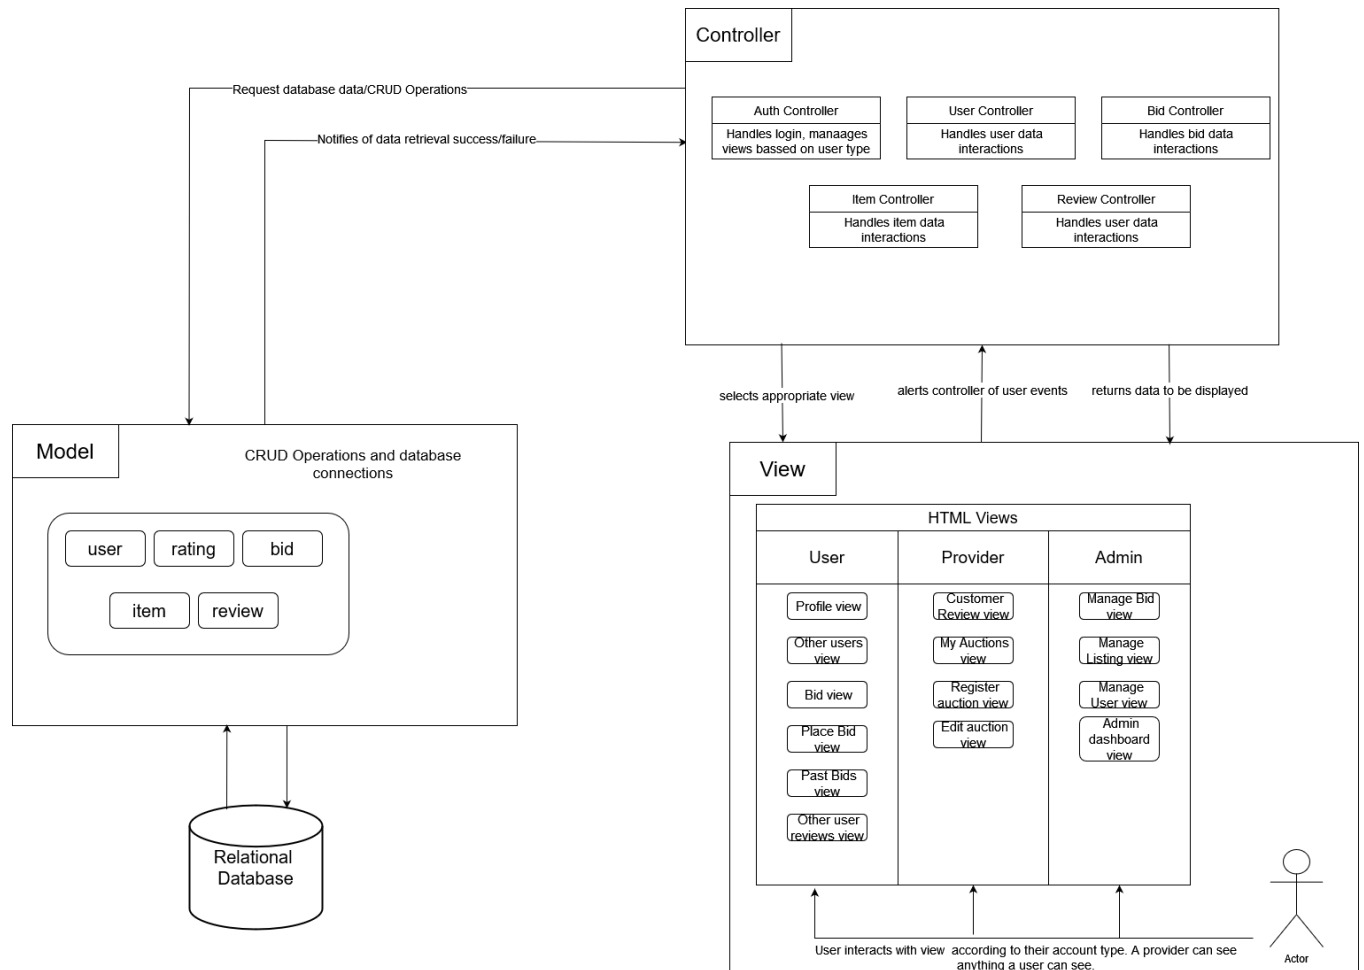 Controller
Request database data/CRUD Operations
Auth Controller
Handles login, manaages
views bassed on user type
User Controller
Handles user data
interactions
Bid Controller
Handles bid data
interactions
Notifies of data retrieval success/failure
Item Controller
Handles item data
interactions
Review Controller
Handles user data
interactions
selects appropriate view
alerts controller of user events
returns data to be displayed
Model
CRUD Operations and database
connections
user
rating
bid
item
review
Relational
Database
View
HTML Views
User
Provider
Admin
Profile view
Other users
view
Bid view
Place Bid
view
Past Bids
view
Other user
reviews view
Customer
Review view
My Auctions
view
Register
auction view
Edit auction
view
Manage Bid
view
Manage
Listing view
Manage
User view
Admin
dashboard
view
User interacts with view according to their account type. A provider can see
anything a user can see.
Actor